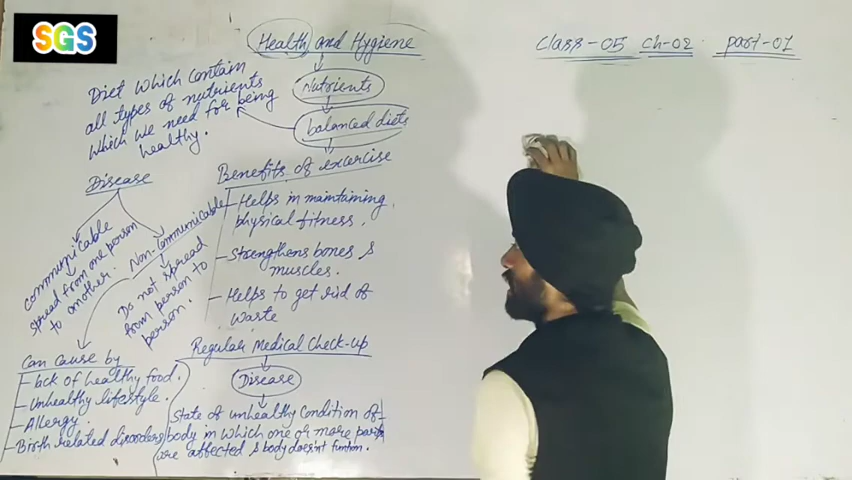 SGS
Health and Hygiene
Class-05 Ch-02 part-01
Nutrients
balanced diets
Diet which contain
all types of nutrients
which we need for being
healthy.
Benefits of excercise
- Helps in maintaining
physical fitness.
- Strengthens bones &
muscles.
- Helps to get rid of
waste
Disease
communicable
spread from one person
to another.
Non-communicable
Do not spread
from person to
person.
Can cause by
- lack of healthy food.
- Unhealthy lifestyle.
- Allergy.
- Birth related disorders
Regular Medical Check-up
Disease
State of unhealthy condition of
body in which one or more parts
are affected & body doesn't funtion.